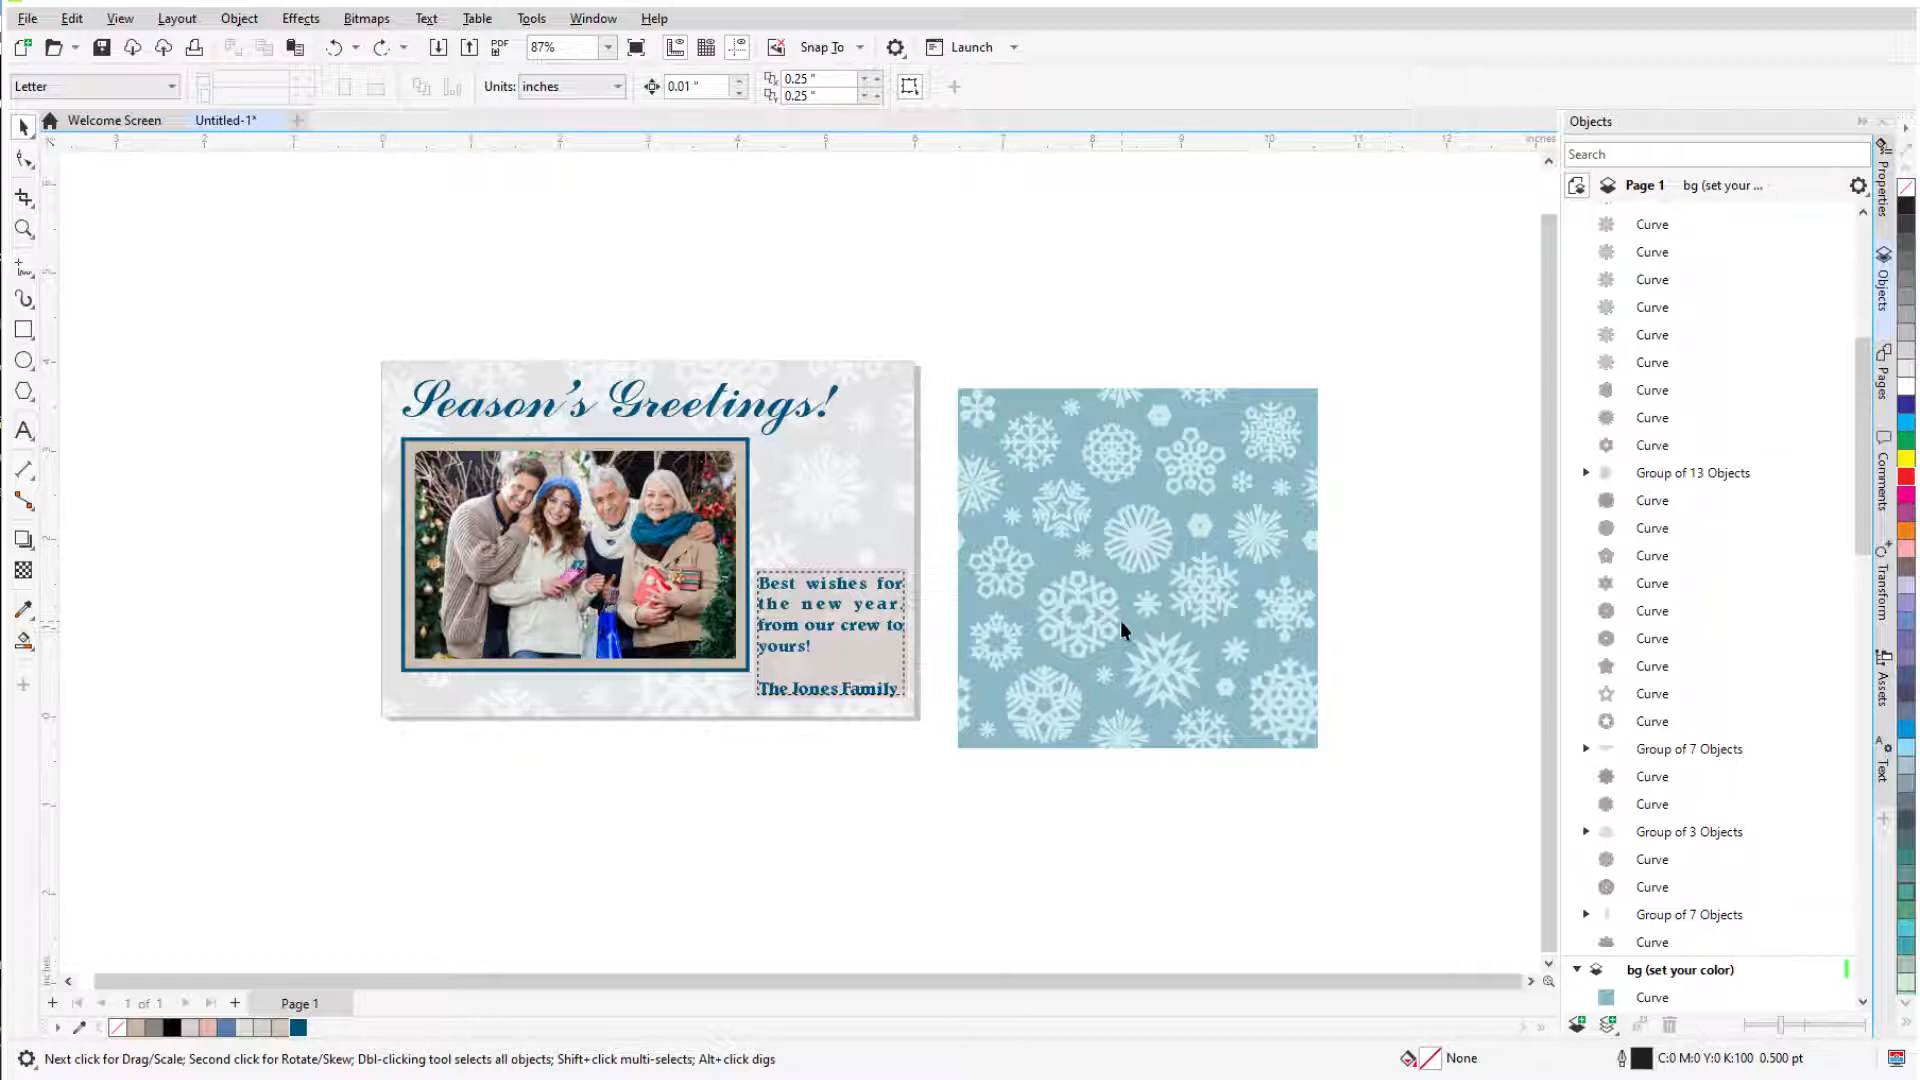 File Edit View Layout Object Effects Bitmaps Text Table Tools Window Help
PDF 87% Snap To Launch
Letter Units: inches 0.01 " 0.25 "
0.25 "
Welcome Screen Untitled-1*
inches
Season's Greetings!
Best wishes for
the new year,
from our crew to
yours!
The Jones Family
Objects
Search
Page 1 bg (set your ...
Curve
Curve
Curve
Curve
Curve
Curve
Curve
Curve
Curve
Group of 13 Objects
Curve
Curve
Curve
Curve
Curve
Curve
Curve
Curve
Curve
Group of 7 Objects
Curve
Curve
Group of 3 Objects
Curve
Curve
Group of 7 Objects
Curve
bg (set your color)
Curve
Properties
Objects
Pages
Comments
Transform
Assets
Text
1 of 1 Page 1
Next click for Drag/Scale; Second click for Rotate/Skew; Dbl-clicking tool selects all objects; Shift+click multi-selects; Alt+click digs
None C:0 M:0 Y:0 K:100 0.500 pt